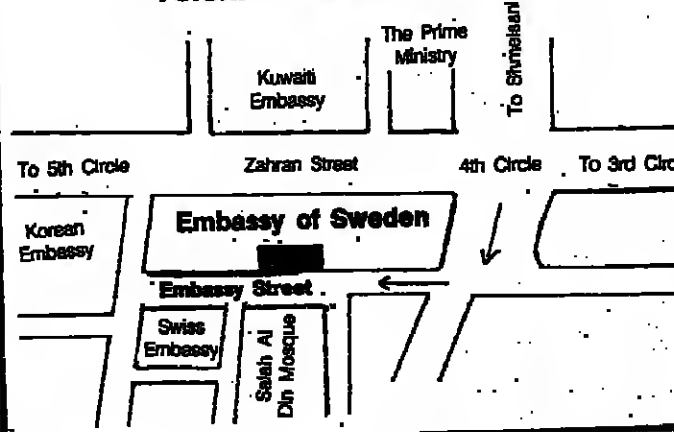 The Prime
Ministry
To Shmeisani
Kuwaiti
Embassy
To 5th Circle
Zahran Street
4th Circle
To 3rd Circ
Korean
Embassy
Embassy of Sweden
Embassy Street
Swiss
Embassy
Salah Al
Din Mosque